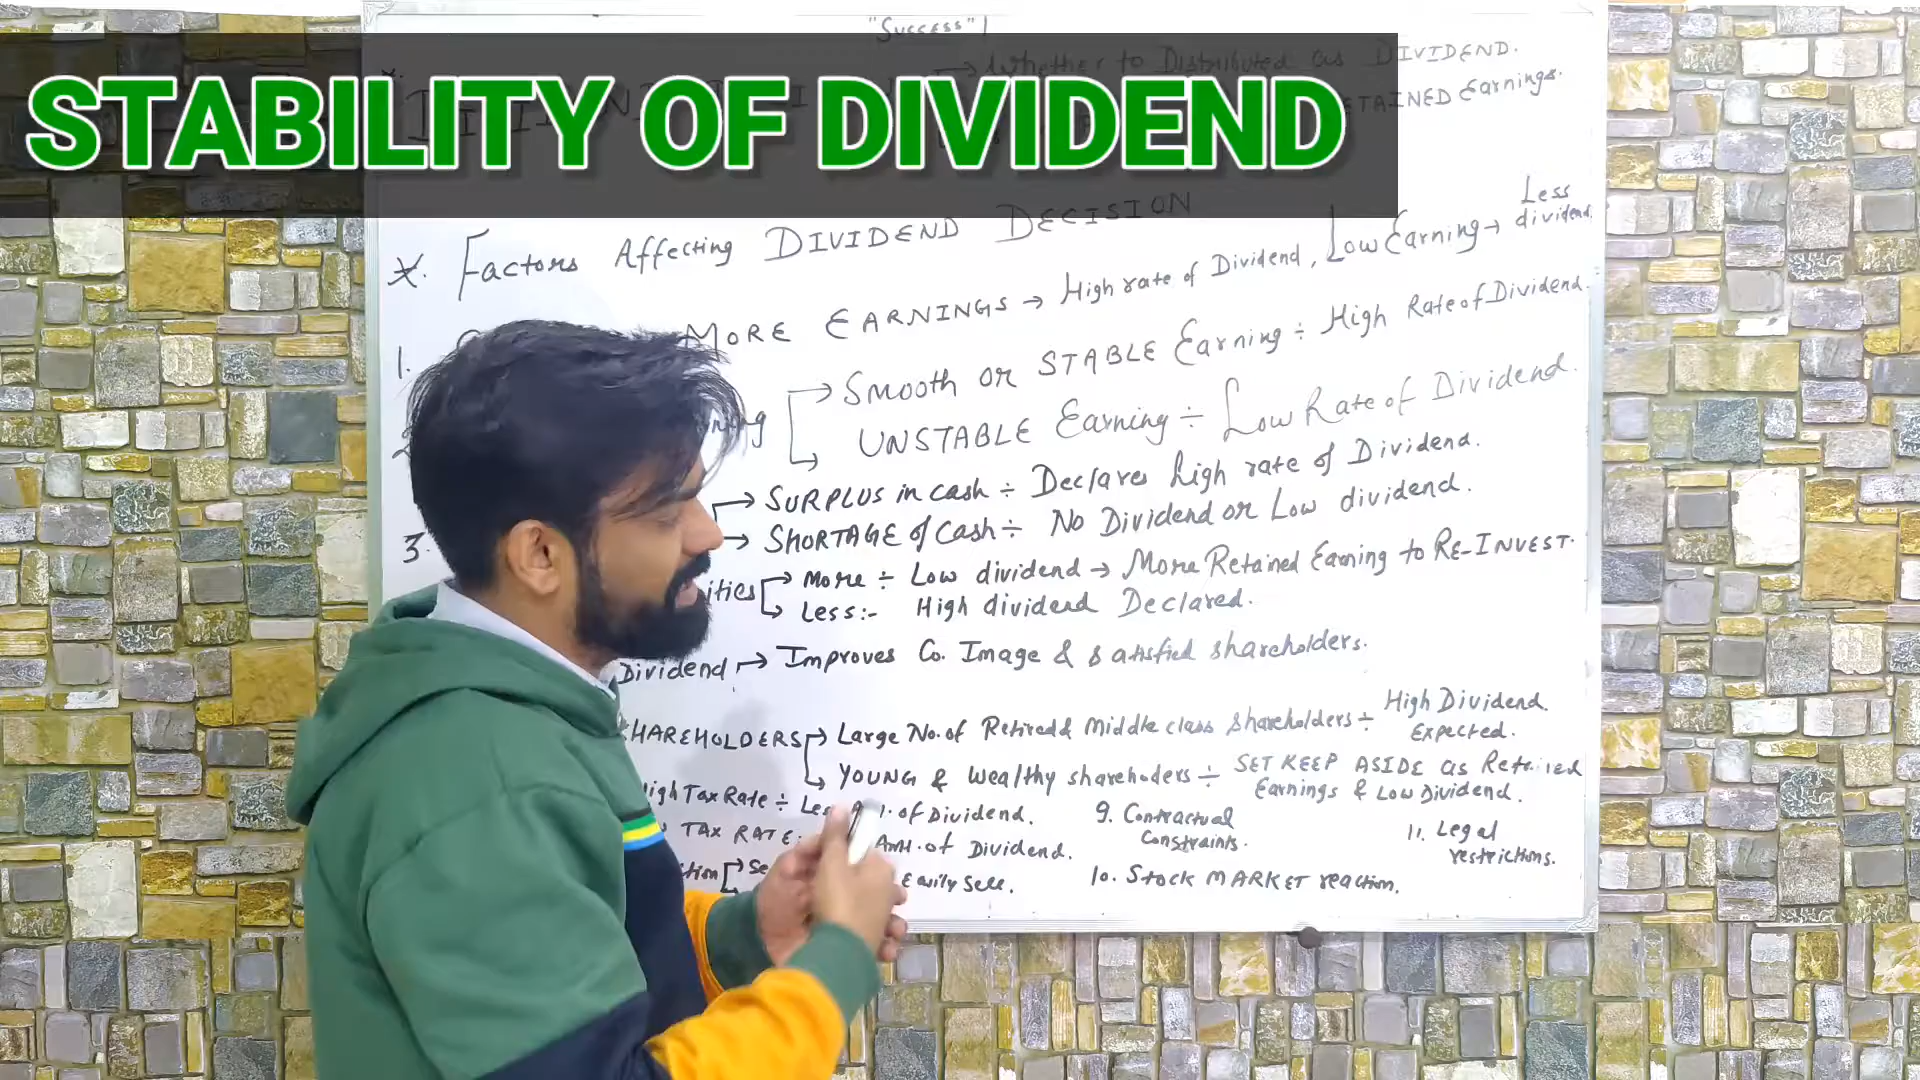 "Success"
STABILITY OF DIVIDEND
Whether to Distributed as DIVIDEND.
RETAINED Earnings.
*. Factors Affecting DIVIDEND DECISION
1. MORE EARNINGS → High rate of Dividend, Low Earning → Less dividend.
Smooth or STABLE Earning ÷ High Rate of Dividend.
UNSTABLE Earning ÷ Low Rate of Dividend.
3. → SURPLUS in cash ÷ Declares high rate of Dividend.
→ SHORTAGE of Cash ÷ No Dividend or Low dividend.
ities → More ÷ Low dividend → More Retained Earning to RE-INVEST.
→ Less:- High dividend Declared.
Dividend → Improves Co. Image & satisfied shareholders.
SHAREHOLDERS → Large No. of Retired & Middle class shareholders ÷ High Dividend. Expected.
→ YOUNG & Wealthy shareholders ÷ SET KEEP ASIDE as Retained Earnings & Low Dividend.
High Tax Rate ÷ Less Amt. of Dividend.
TAX RATE: Amt. of Dividend.
Easily Sell.
9. Contractual Constraints.
10. Stock MARKET reaction.
11. Legal restrictions.